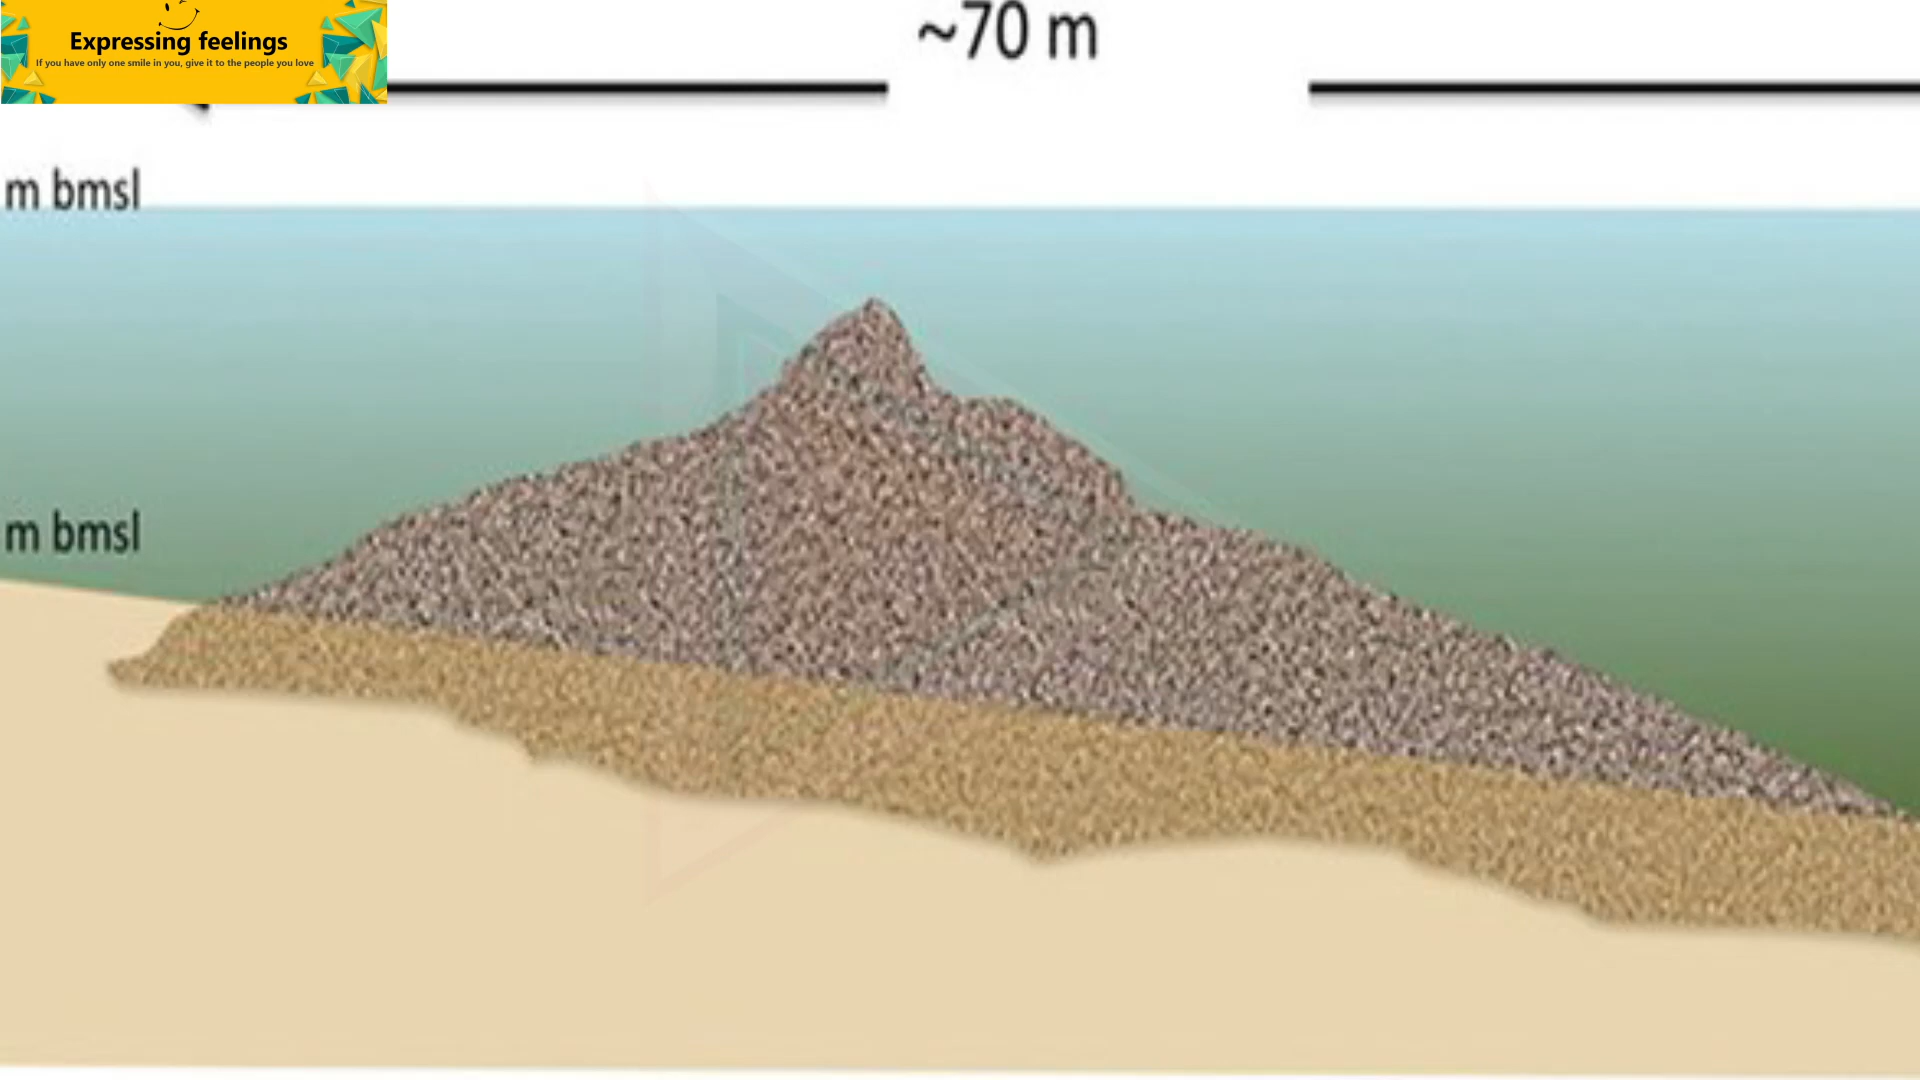 Expressing feelings
If you have only one smile in you, give it to the people you love
~70 m
m bmsl
m bmsl